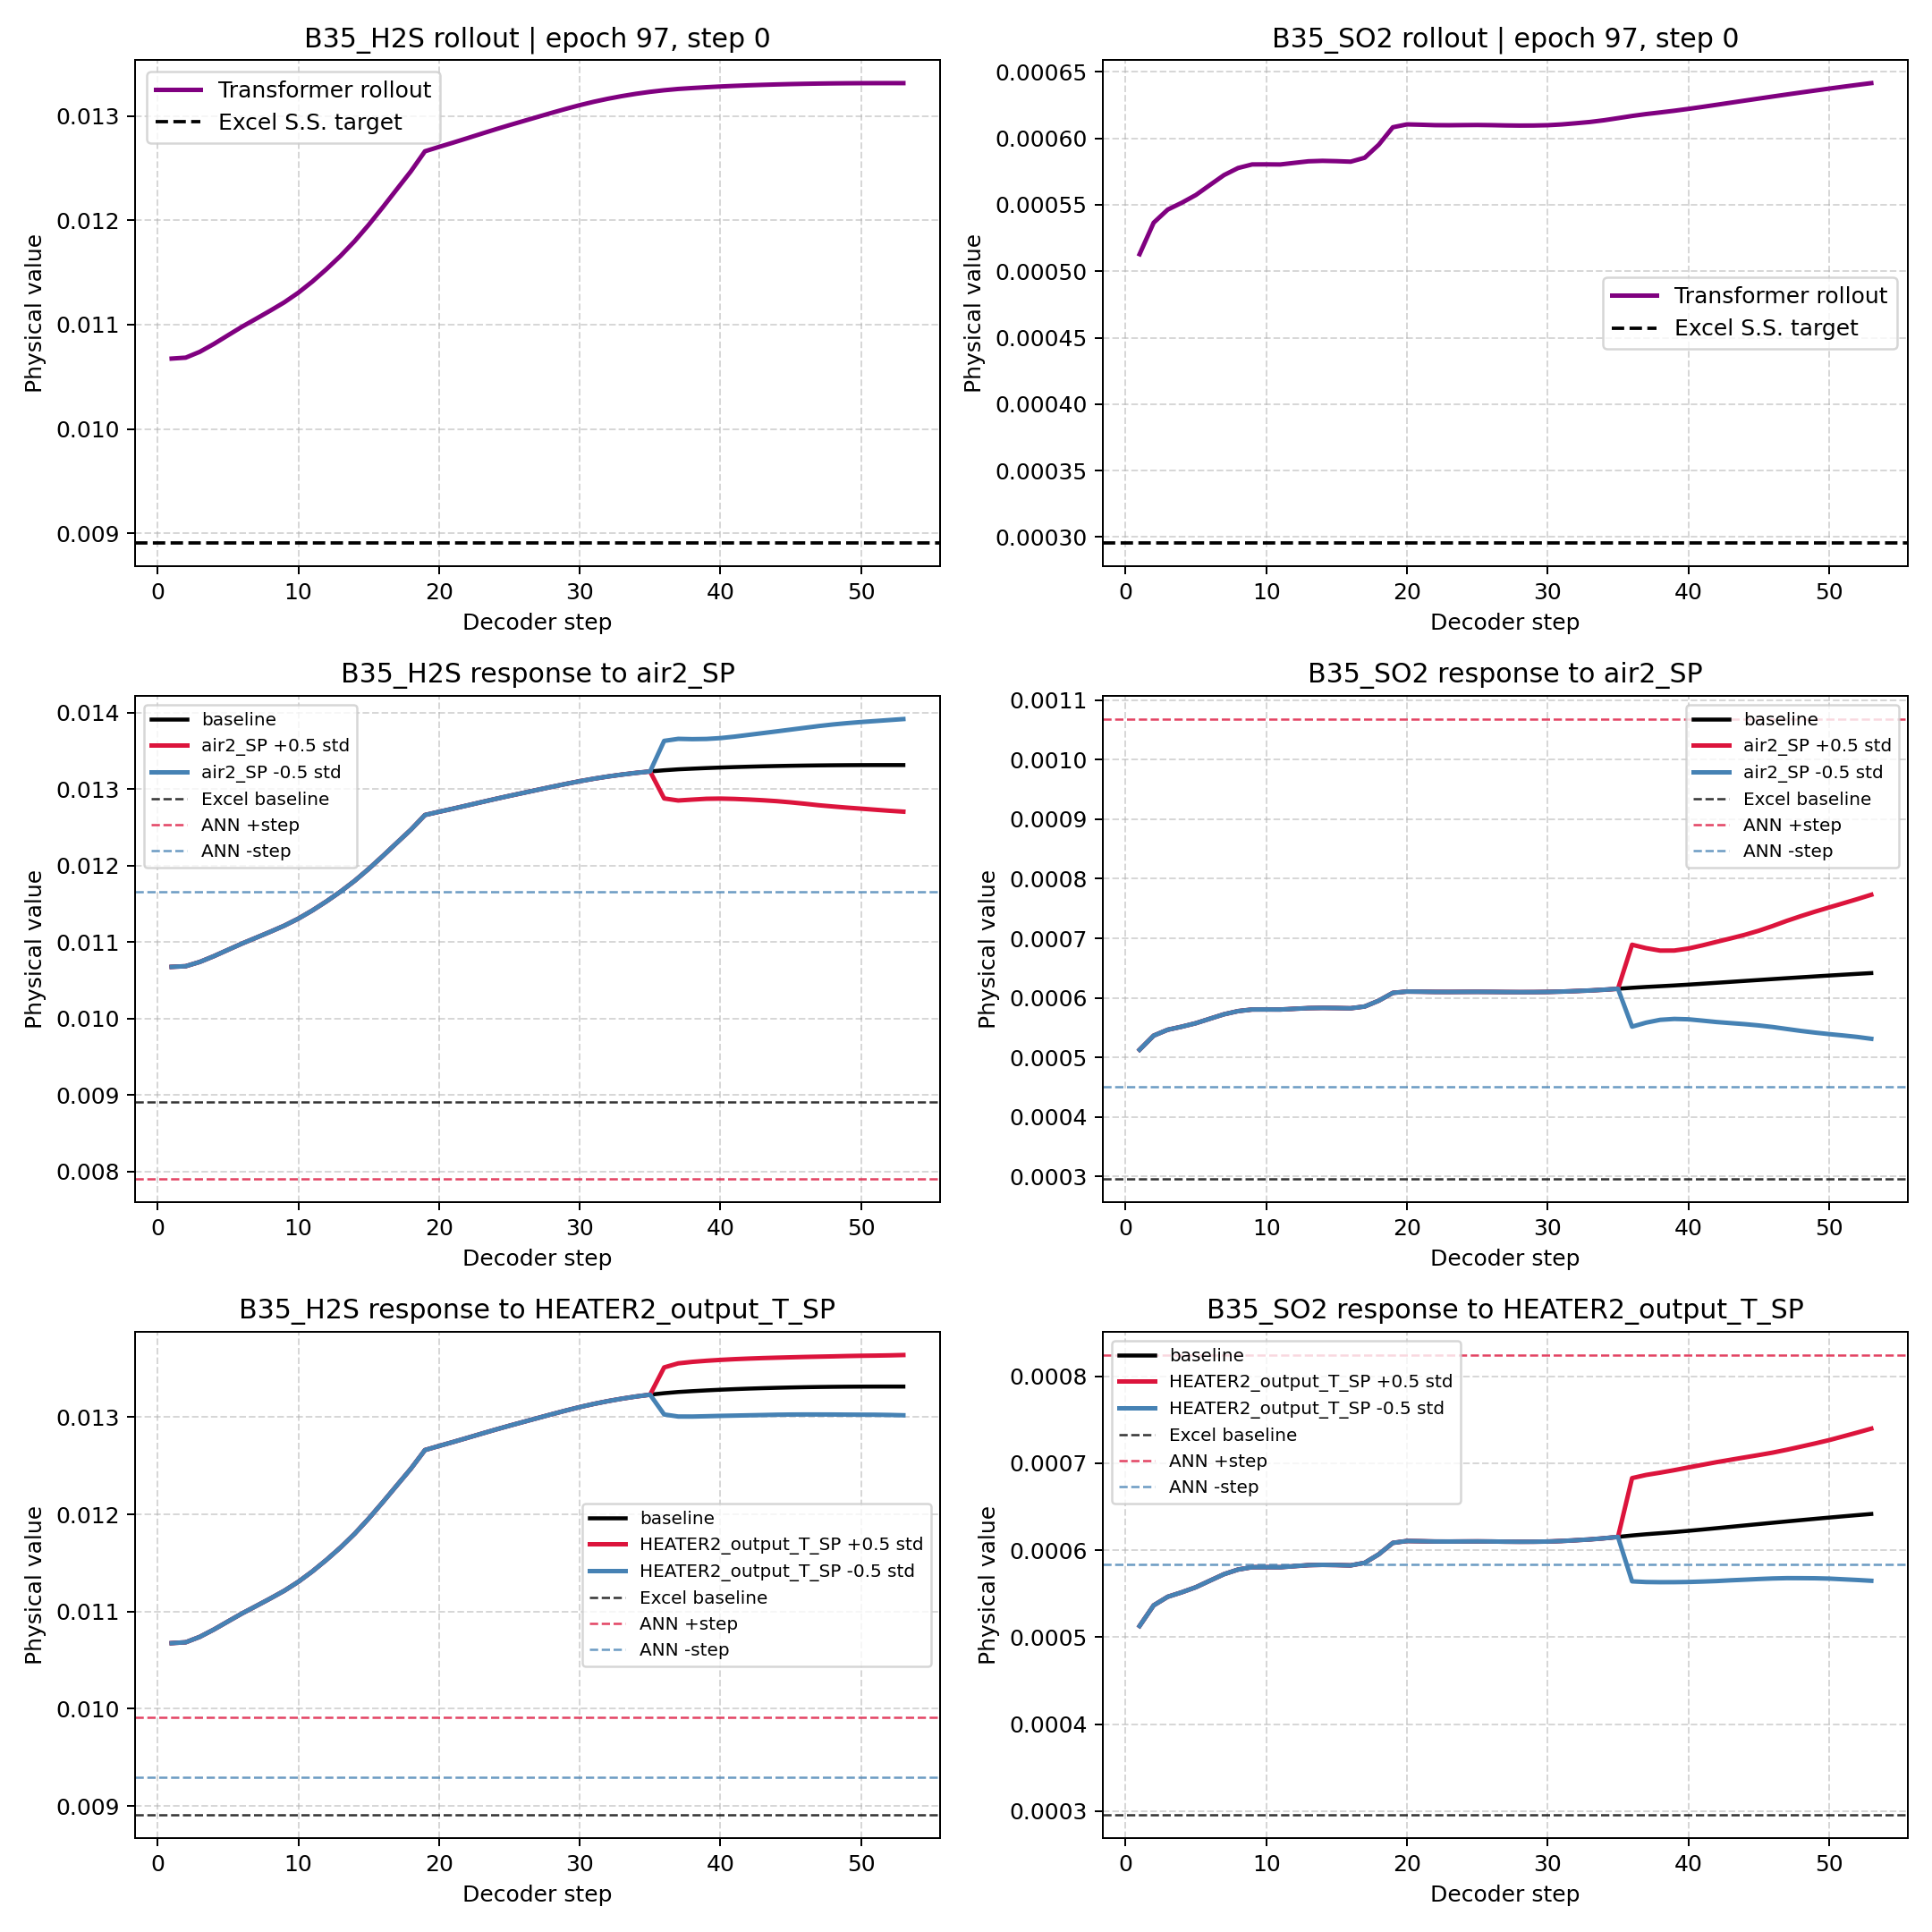 B35_H2S rollout | epoch 97, step 0
Physical value
0.013
0.012
0.011
0.010
0.009
Transformer rollout
Excel S.S. target
0 10 20 30 40 50
Decoder step
B35_SO2 rollout | epoch 97, step 0
Physical value
0.00065
0.00060
0.00055
0.00050
0.00045
0.00040
0.00035
0.00030
Transformer rollout
Excel S.S. target
0 10 20 30 40 50
Decoder step
B35_H2S response to air2_SP
Physical value
0.014
0.013
0.012
0.011
0.010
0.009
0.008
baseline
air2_SP +0.5 std
air2_SP -0.5 std
Excel baseline
ANN +step
ANN -step
0 10 20 30 40 50
Decoder step
B35_SO2 response to air2_SP
Physical value
0.0011
0.0010
0.0009
0.0008
0.0007
0.0006
0.0005
0.0004
0.0003
baseline
air2_SP +0.5 std
air2_SP -0.5 std
Excel baseline
ANN +step
ANN -step
0 10 20 30 40 50
Decoder step
B35_H2S response to HEATER2_output_T_SP
Physical value
0.013
0.012
0.011
0.010
0.009
baseline
HEATER2_output_T_SP +0.5 std
HEATER2_output_T_SP -0.5 std
Excel baseline
ANN +step
ANN -step
0 10 20 30 40 50
Decoder step
B35_SO2 response to HEATER2_output_T_SP
Physical value
0.0008
0.0007
0.0006
0.0005
0.0004
0.0003
baseline
HEATER2_output_T_SP +0.5 std
HEATER2_output_T_SP -0.5 std
Excel baseline
ANN +step
ANN -step
0 10 20 30 40 50
Decoder step